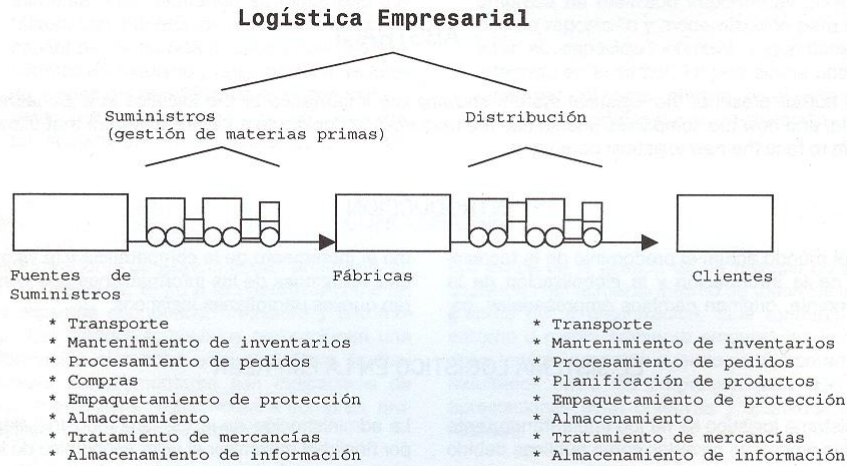 Logística Empresarial
Suministros
(gestión de materias primas)
Distribución
Fuentes de
Suministros
Fábricas
Clientes
* Transporte
* Mantenimiento de inventarios
* Procesamiento de pedidos
* Compras
* Empaquetamiento de protección
* Almacenamiento
* Tratamiento de mercancías
* Almacenamiento de información
* Transporte
* Mantenimiento de inventarios
* Procesamiento de pedidos
* Planificación de productos
* Empaquetamiento de protección
* Almacenamiento
* Tratamiento de mercancías
* Almacenamiento de información